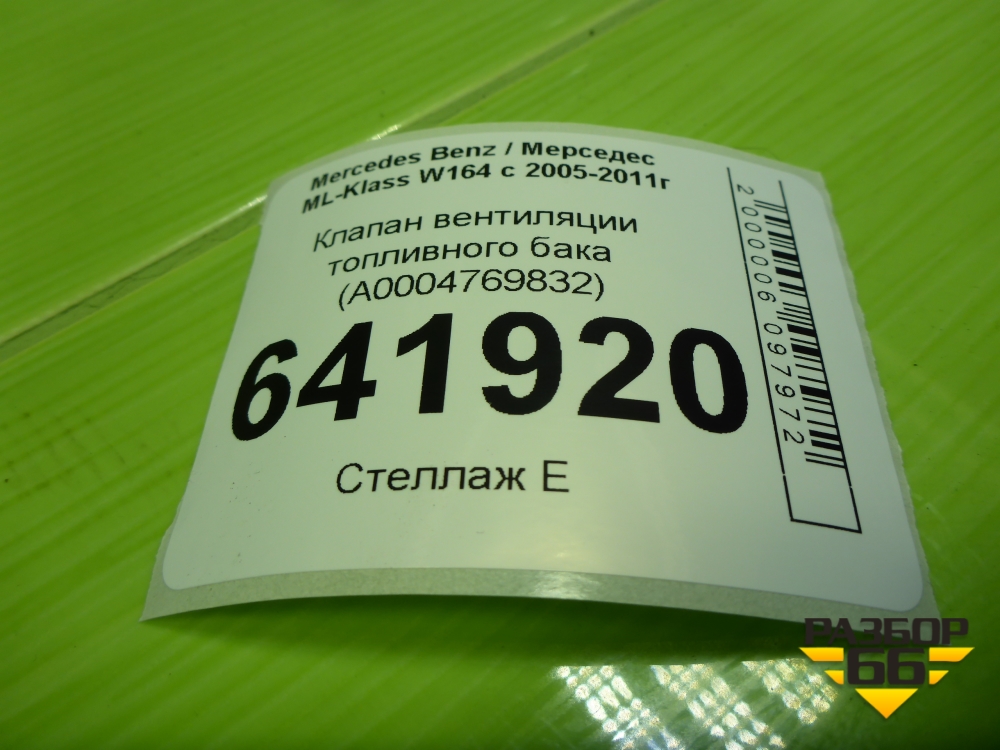 Mercedes Benz / Мерседес
ML-Klass W164 с 2005-2011г
Клапан вентиляции
топливного бака
(A0004769832)
641920
Стеллаж Е
2000006097972
РАЗБОР
66